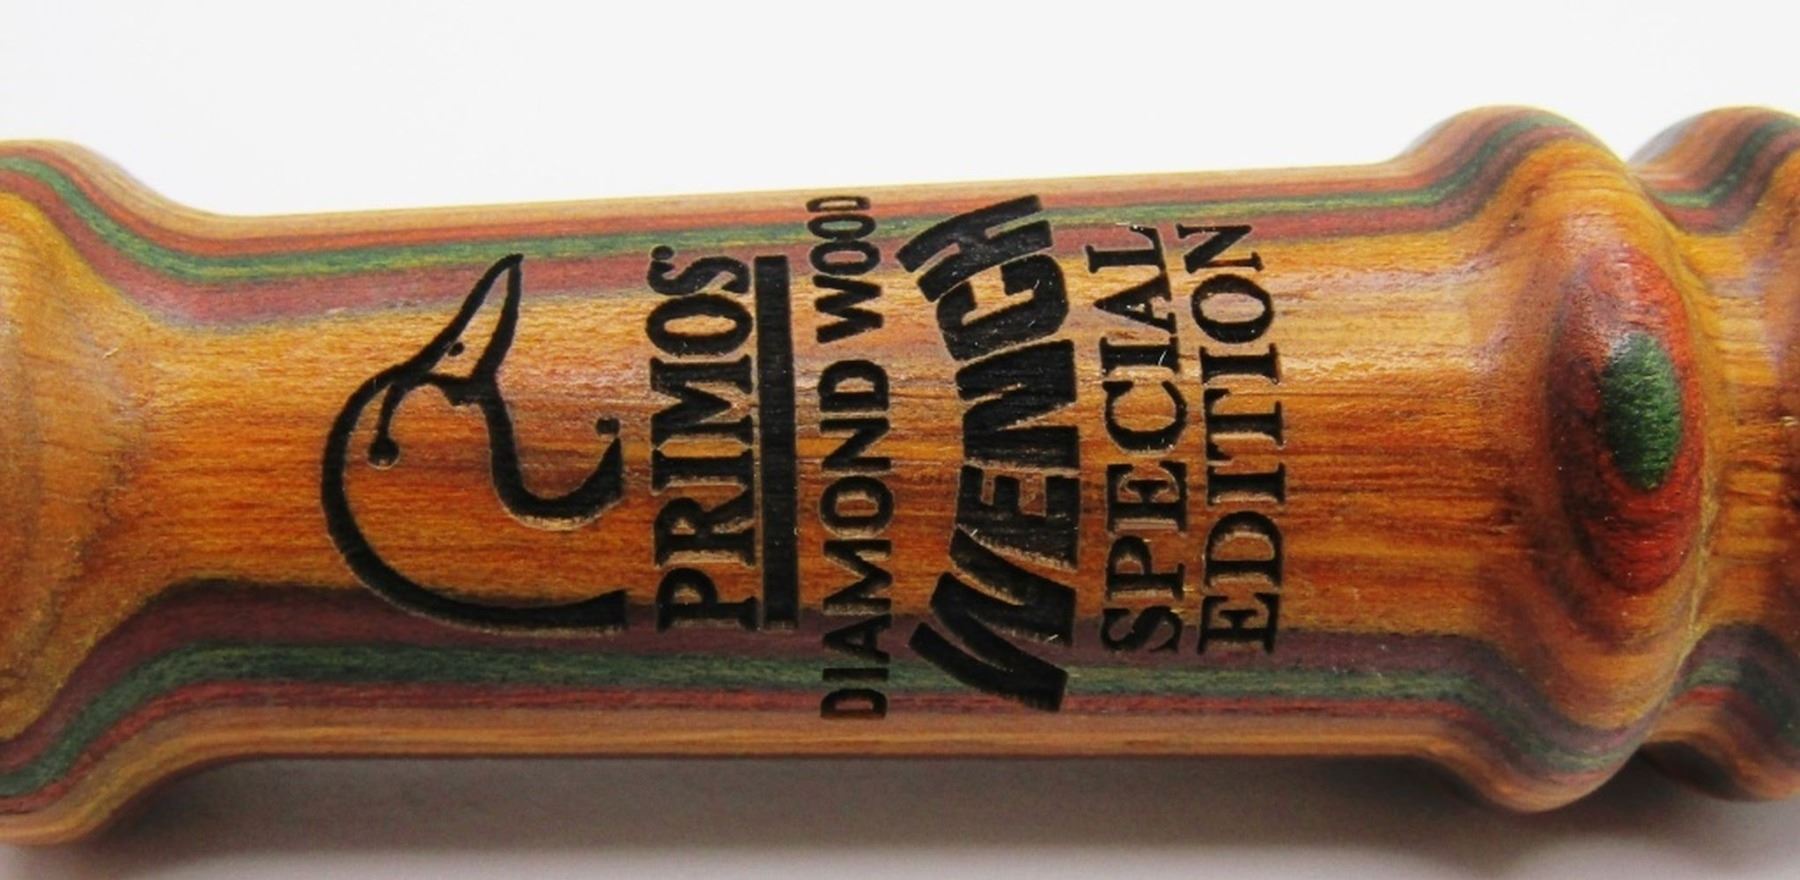 PRIMOS®
DIAMOND WOOD
WENCH
SPECIAL
EDITION